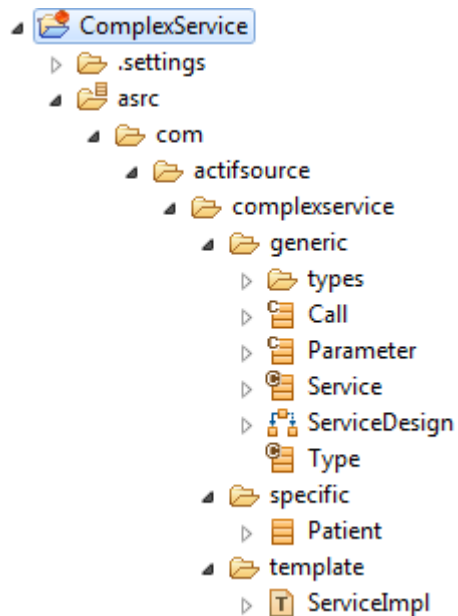 ComplexService
.settings
asrc
com
actifsource
complexservice
generic
types
Call
Parameter
Service
ServiceDesign
Type
specific
Patient
template
ServiceImpl